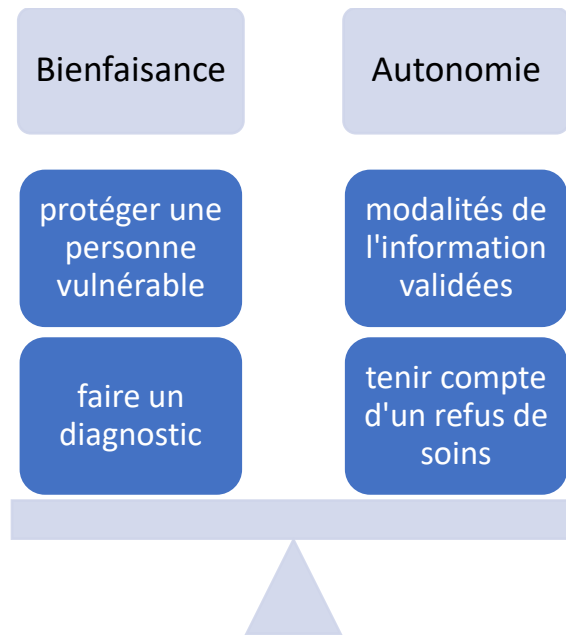 Bienfaisance
Autonomie
protéger une
personne
vulnérable
modalités de
l'information
validées
faire un
diagnostic
tenir compte
d'un refus de
soins